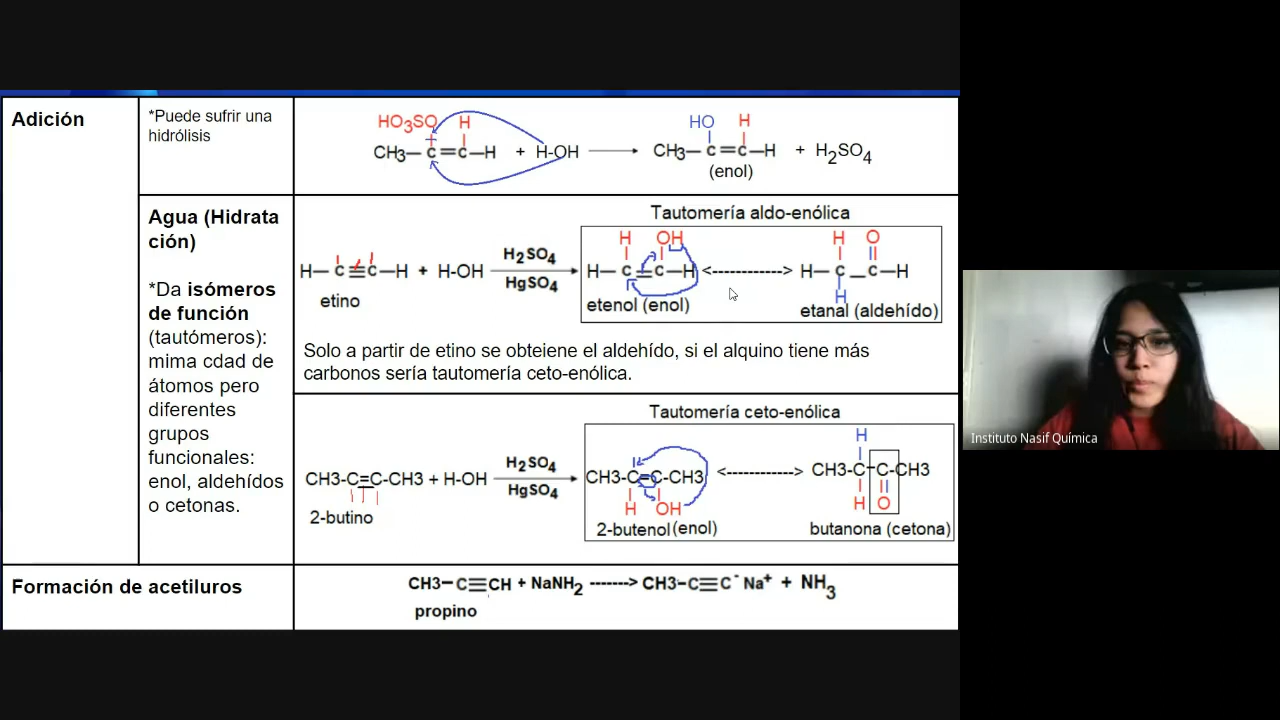 Adición
*Puede sufrir una
hidrólisis
HO3SO H
CH3—C=C—H + H-OH ⟶ CH3—C=C—H + H2SO4
HO H
(enol)
Agua (Hidrata
ción)
*Da isómeros
de función
(tautómeros):
mima cdad de
átomos pero
diferentes
grupos
funcionales:
enol, aldehídos
o cetonas.
Tautomería aldo-enólica
H OH
H O
H—C≡C—H + H-OH
H2SO4
HgSO4
H—C=C—H <------------> H—C—C—H
H
etino
etenol (enol)
etanal (aldehído)
Solo a partir de etino se obteiene el aldehído, si el alquino tiene más
carbonos sería tautomería ceto-enólica.
Tautomería ceto-enólica
H
CH3-C≡C-CH3 + H-OH
H2SO4
HgSO4
CH3-C=C-CH3 <------------> CH3-C-C-CH3
H OH
H O
2-butino
2-butenol (enol)
butanona (cetona)
Formación de acetiluros
CH3—C≡CH + NaNH2 -------> CH3—C≡C- Na+ + NH3
propino
Instituto Nasif Química